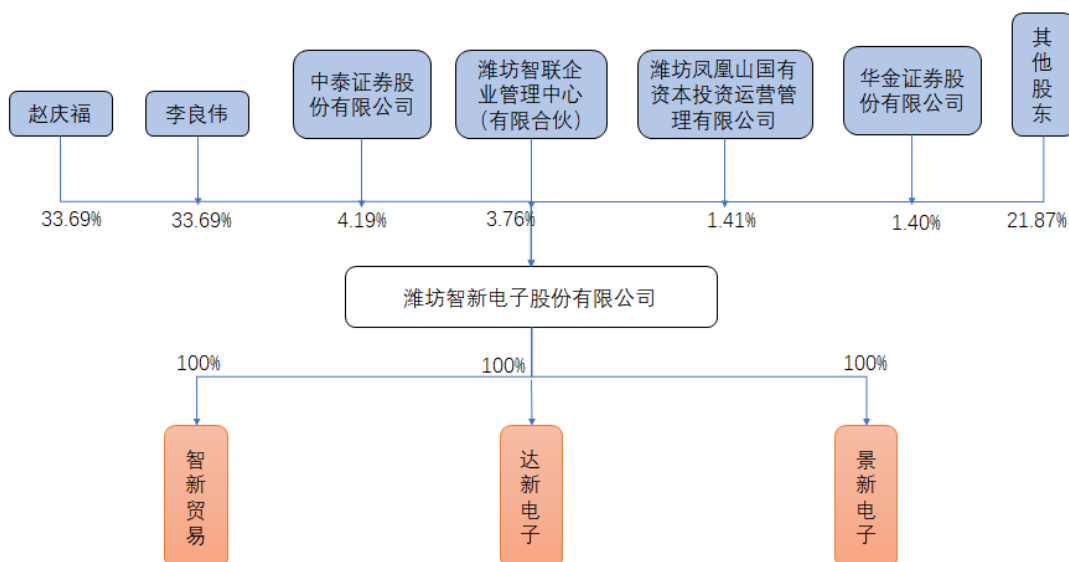 赵庆福
李良伟
中泰证券股
份有限公司
潍坊智联企
业管理中心
（有限合伙）
潍坊凤凰山国有
资本投资运营管
理有限公司
华金证券股
份有限公司
其他股东
33.69%
33.69%
4.19%
3.76%
1.41%
1.40%
21.87%
潍坊智新电子股份有限公司
100%
100%
100%
智新贸易
达新电子
景新电子